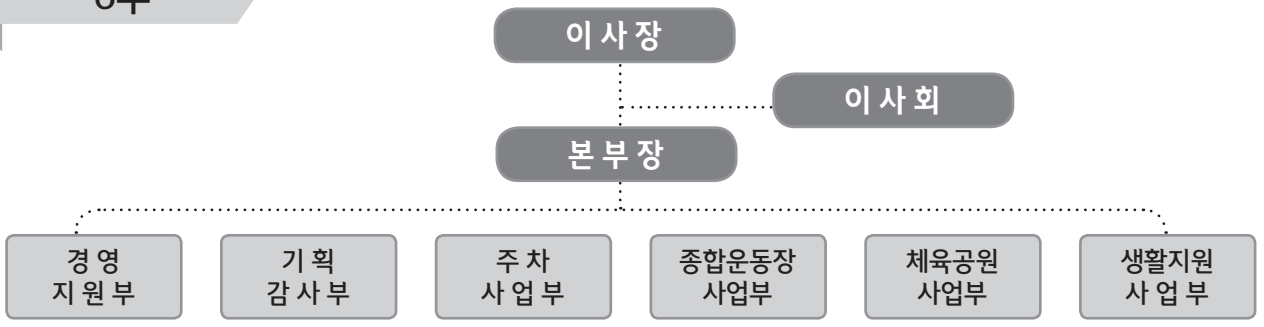 6부
이 사 장
이 사 회
본 부 장
경 영
지 원 부
기 획
감 사 부
주 차
사 업 부
종합운동장
사업부
체육공원
사업부
생활지원
사 업 부